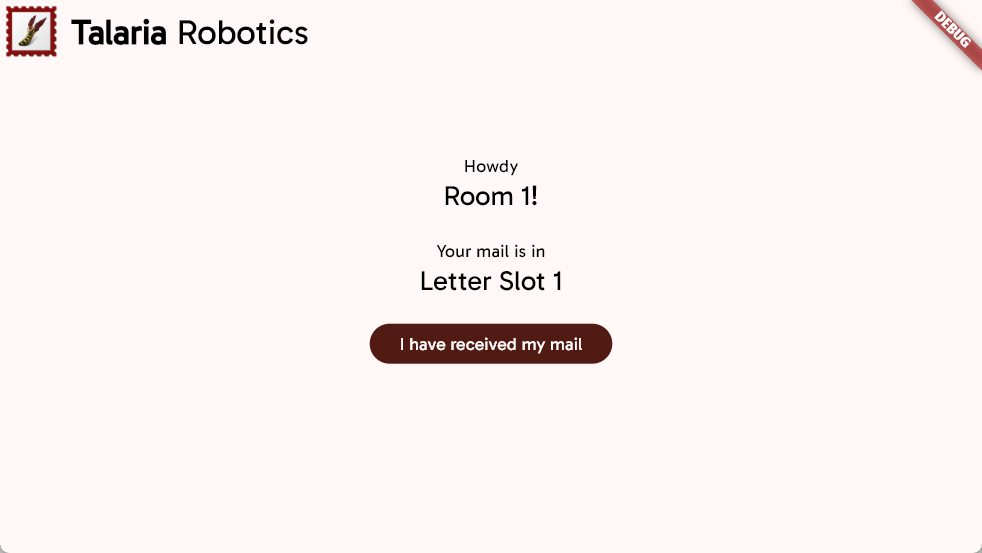 Talaria Robotics
DEBUG
Howdy
Room 1!
Your mail is in
Letter Slot 1
I have received my mail